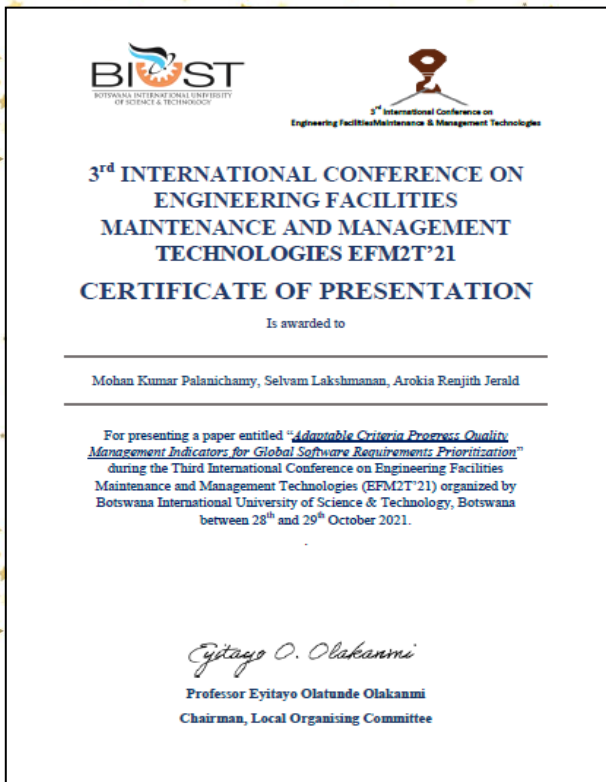 BIUST
BOTSWANA INTERNATIONAL UNIVERSITY
OF SCIENCE & TECHNOLOGY
3rd International Conference on
Engineering FacilitiesMaintenance & Management Technologies
3rd INTERNATIONAL CONFERENCE ON
ENGINEERING FACILITIES
MAINTENANCE AND MANAGEMENT
TECHNOLOGIES EFM2T'21
CERTIFICATE OF PRESENTATION
Is awarded to
Mohan Kumar Palanichamy, Selvam Lakshmanan, Arokia Renjith Jerald
For presenting a paper entitled “Adaptable Criteria Progress Quality
Management Indicators for Global Software Requirements Prioritization”
during the Third International Conference on Engineering Facilities
Maintenance and Management Technologies (EFM2T'21) organized by
Botswana International University of Science & Technology, Botswana
between 28th and 29th October 2021.
.
Eyitayo O. Olakanmi
Professor Eyitayo Olatunde Olakanmi
Chairman, Local Organising Committee